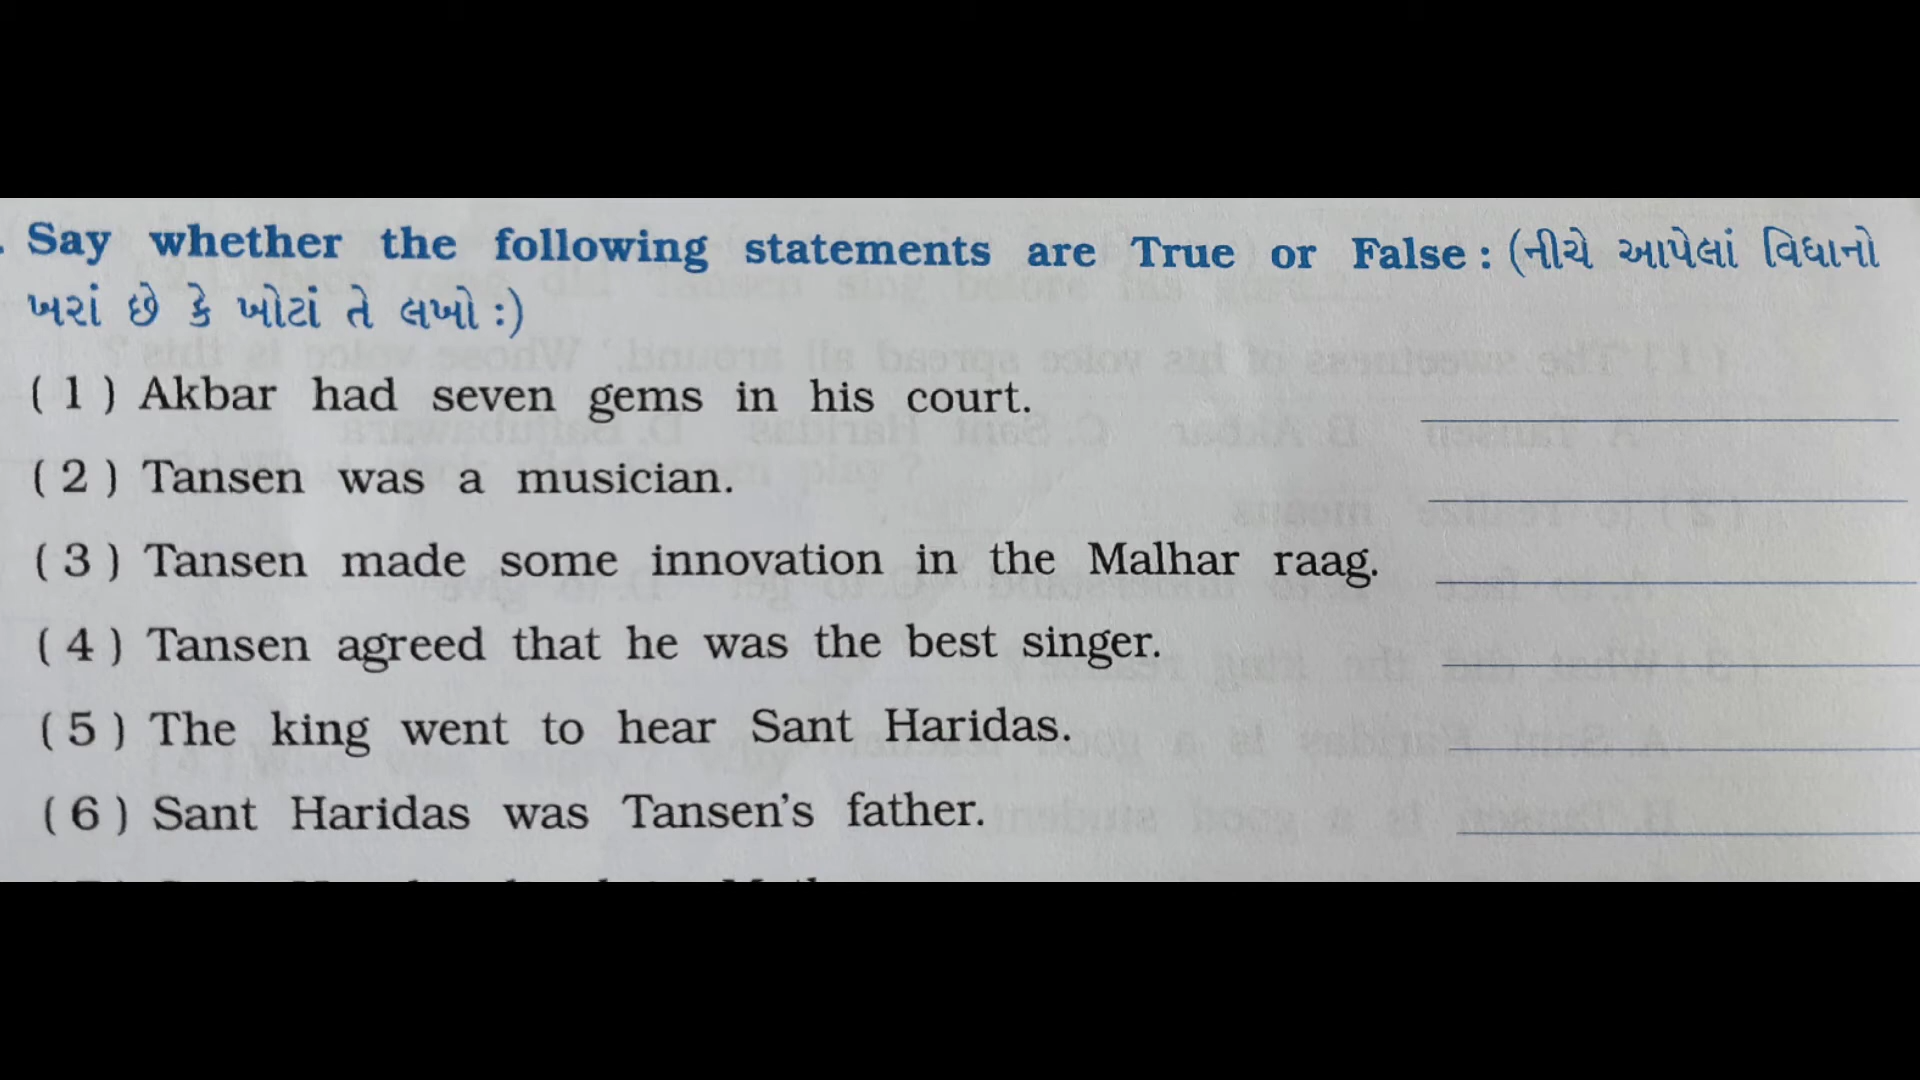 Say whether the following statements are True or False : (નીચે આપેલાં વિધાનો
ખરાં છે કે ખોટાં તે લખો :)
( 1 ) Akbar had seven gems in his court.
( 2 ) Tansen was a musician.
( 3 ) Tansen made some innovation in the Malhar raag.
( 4 ) Tansen agreed that he was the best singer.
( 5 ) The king went to hear Sant Haridas.
( 6 ) Sant Haridas was Tansen's father.